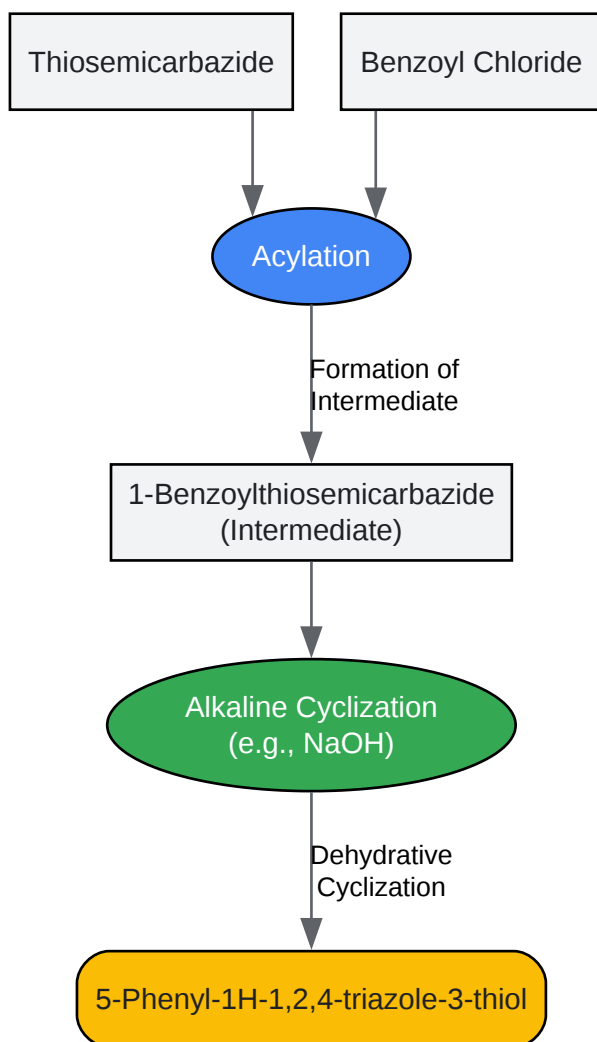 Thiosemicarbazide
Benzoyl Chloride
Acylation
Formation of
Intermediate
1-Benzoylthiosemicarbazide
(Intermediate)
Alkaline Cyclization
(e.g., NaOH)
Dehydrative
Cyclization
5-Phenyl-1H-1,2,4-triazole-3-thiol